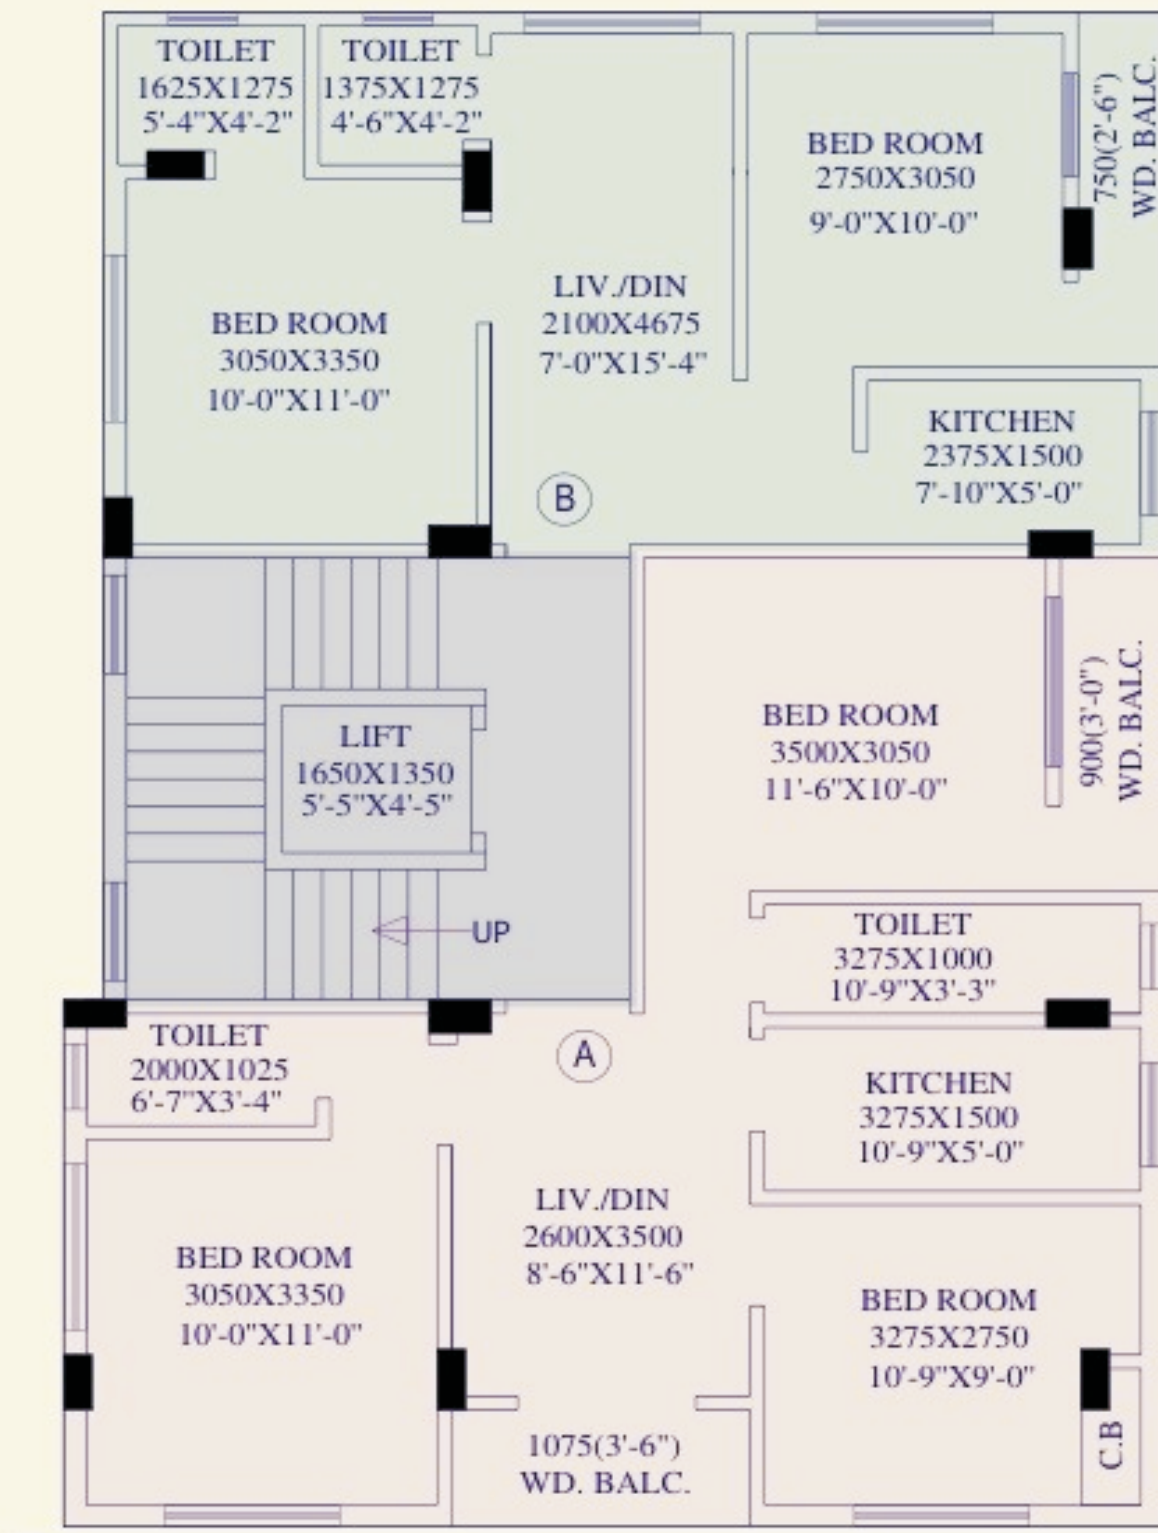 TOILET
1625X1275
5'-4"X4'-2"
TOILET
1375X1275
4'-6"X4'-2"
BED ROOM
2750X3050
9'-0"X10'-0"
750(2'-6")
WD. BALC.
LIV./DIN
2100X4675
7'-0"X15'-4"
BED ROOM
3050X3350
10'-0"X11'-0"
KITCHEN
2375X1500
7'-10"X5'-0"
B
LIFT
1650X1350
5'-5"X4'-5"
UP
BED ROOM
3500X3050
11'-6"X10'-0"
900(3'-0")
WD. BALC.
TOILET
3275X1000
10'-9"X3'-3"
TOILET
2000X1025
6'-7"X3'-4"
A
KITCHEN
3275X1500
10'-9"X5'-0"
LIV./DIN
2600X3500
8'-6"X11'-6"
BED ROOM
3050X3350
10'-0"X11'-0"
BED ROOM
3275X2750
10'-9"X9'-0"
C.B
1075(3'-6")
WD. BALC.